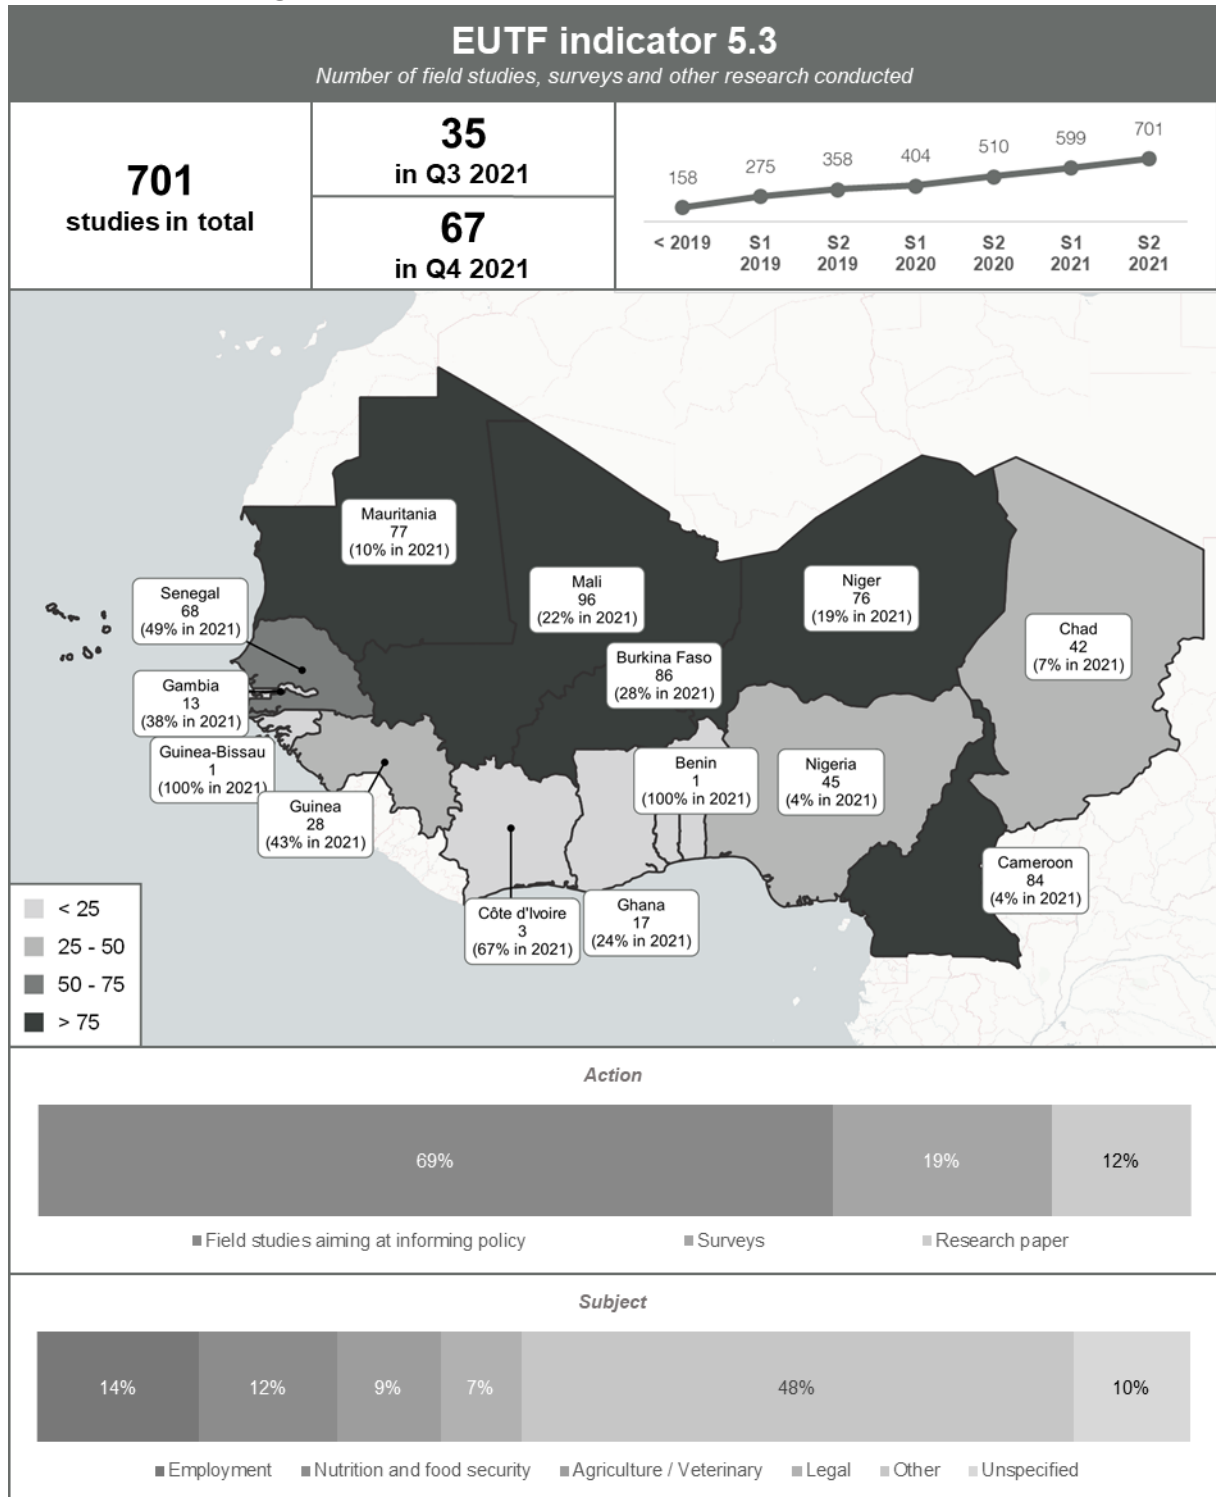 EUTF indicator 5.3
Number of field studies, surveys and other research conducted
701
studies in total
35
in Q3 2021
67
in Q4 2021
158
275
358
404
510
599
701
< 2019
S1
2019
S2
2019
S1
2020
S2
2020
S1
2021
S2
2021
Mauritania
77
(10% in 2021)
Mali
96
(22% in 2021)
Niger
76
(19% in 2021)
Senegal
68
(49% in 2021)
Chad
42
(7% in 2021)
Burkina Faso
86
(28% in 2021)
Gambia
13
(38% in 2021)
Guinea-Bissau
1
(100% in 2021)
Guinea
28
(43% in 2021)
Benin
1
(100% in 2021)
Nigeria
45
(4% in 2021)
Cameroon
84
(4% in 2021)
Côte d'Ivoire
3
(67% in 2021)
Ghana
17
(24% in 2021)
< 25
25 - 50
50 - 75
> 75
Action
69%
19%
12%
Field studies aiming at informing policy
Surveys
Research paper
Subject
14%
12%
9%
7%
48%
10%
Employment
Nutrition and food security
Agriculture / Veterinary
Legal
Other
Unspecified